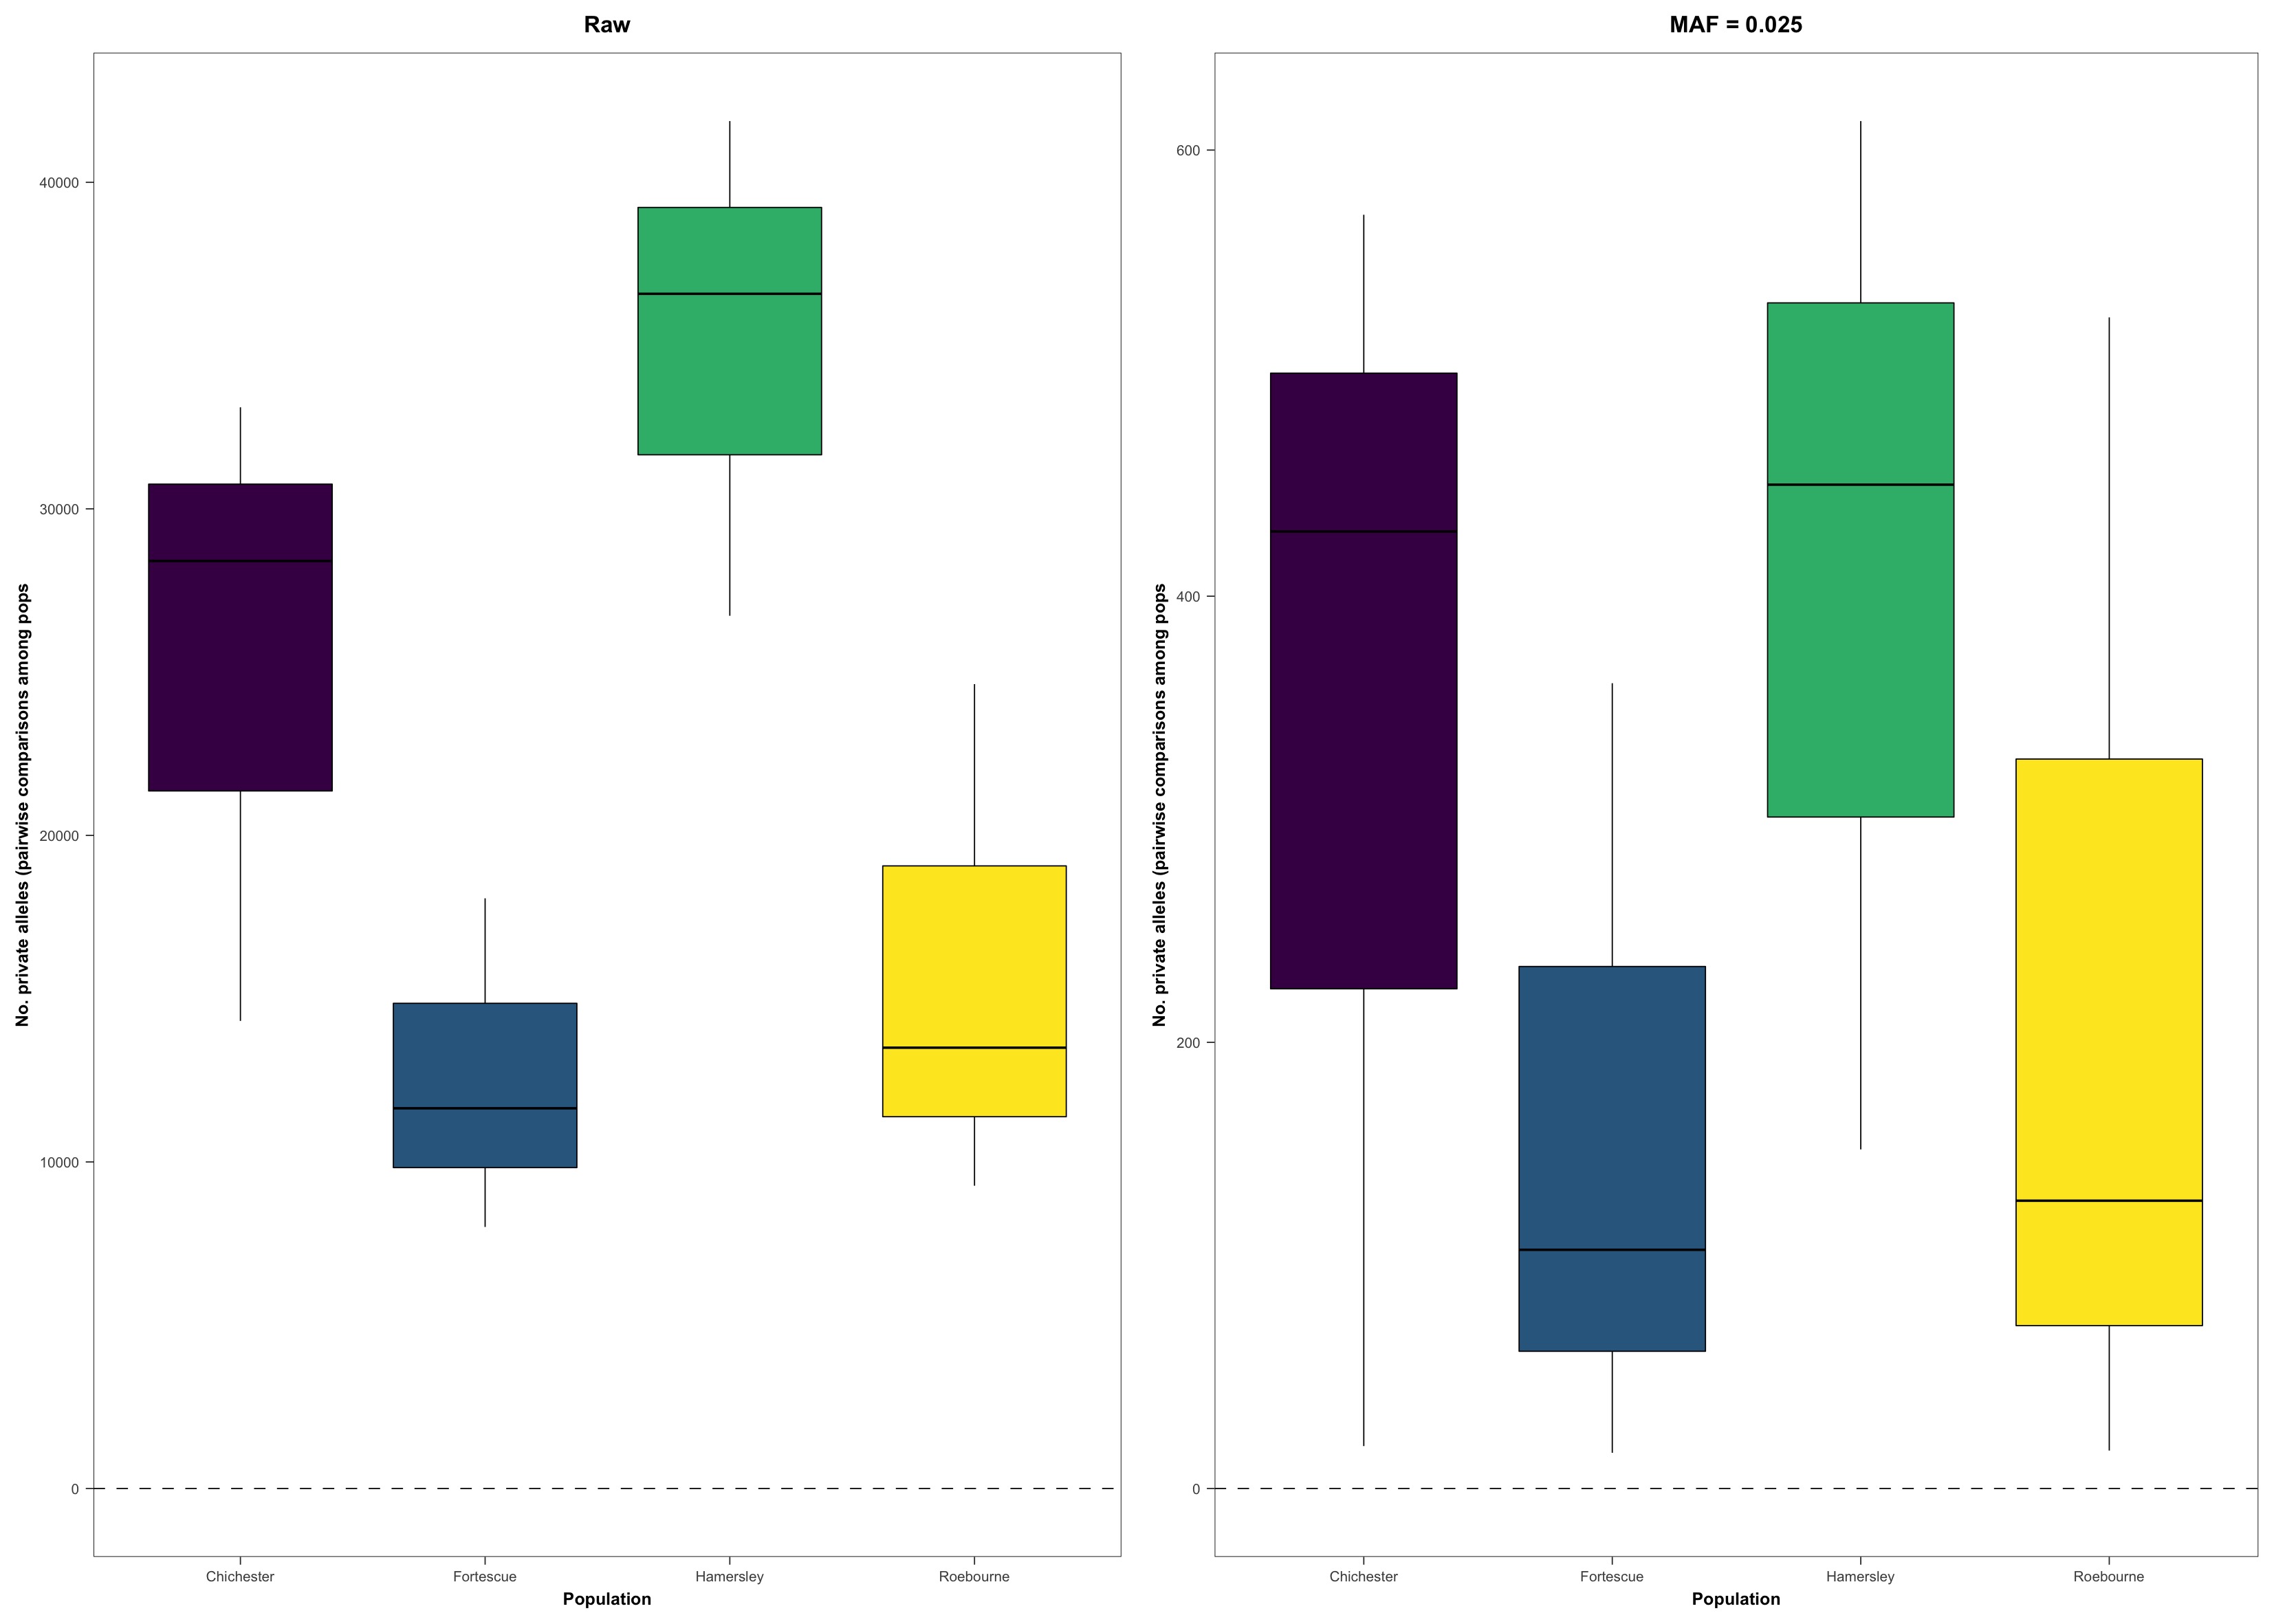 Raw
No. private alleles (pairwise comparisons among pops
40000
30000
20000
10000
0
Chichester Fortescue Hamersley Roebourne
Population
MAF = 0.025
No. private alleles (pairwise comparisons among pops
600
400
200
0
Chichester Fortescue Hamersley Roebourne
Population